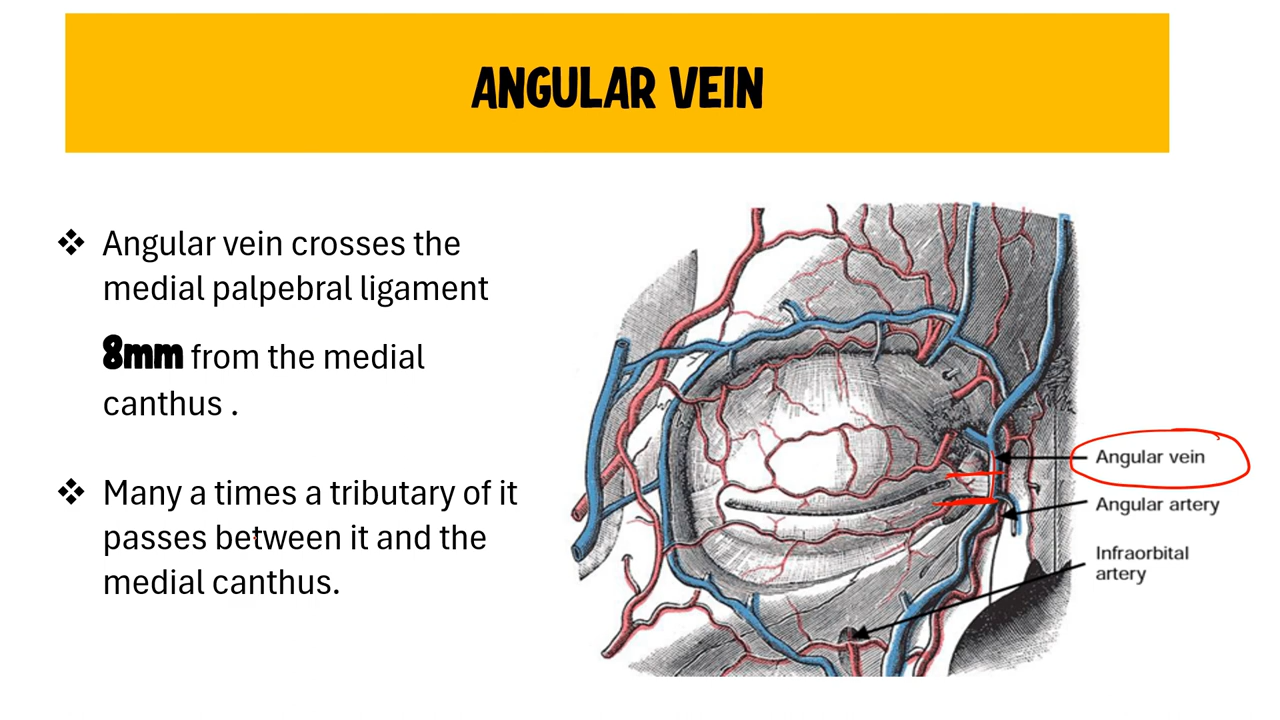 ANGULAR VEIN
❖ Angular vein crosses the
medial palpebral ligament
8mm from the medial
canthus .
❖ Many a times a tributary of it
passes between it and the
medial canthus.
Angular vein
Angular artery
Infraorbital
artery